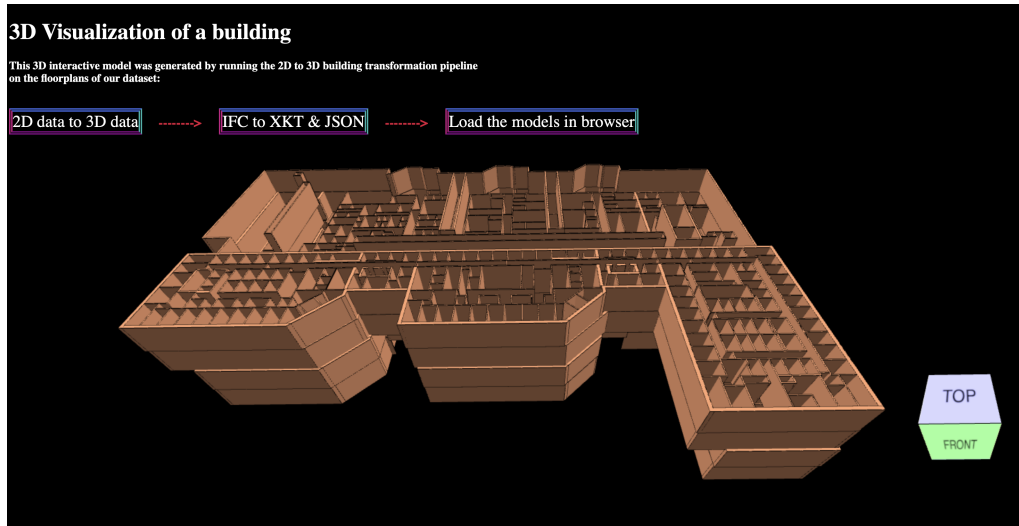 3D Visualization of a building
This 3D interactive model was generated by running the 2D to 3D building transformation pipeline
on the floorplans of our dataset:
2D data to 3D data --------> IFC to XKT & JSON --------> Load the models in browser
TOP
FRONT